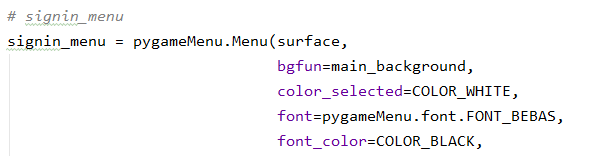 # signin_menu
signin_menu = pygameMenu.Menu(surface,
bgfun=main_background,
color_selected=COLOR_WHITE,
font=pygameMenu.font.FONT_BEBAS,
font_color=COLOR_BLACK,